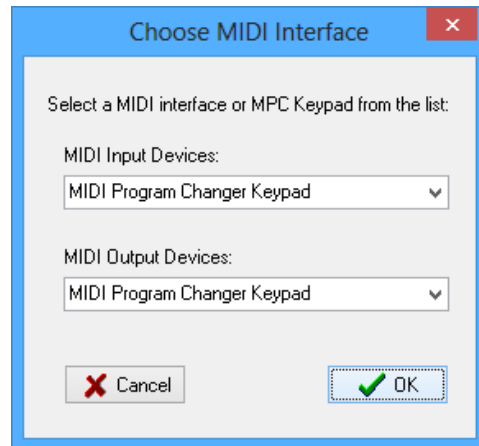 Choose MIDI Interface
Select a MIDI interface or MPC Keypad from the list:
MIDI Input Devices:
MIDI Program Changer Keypad
MIDI Output Devices:
MIDI Program Changer Keypad
Cancel
OK